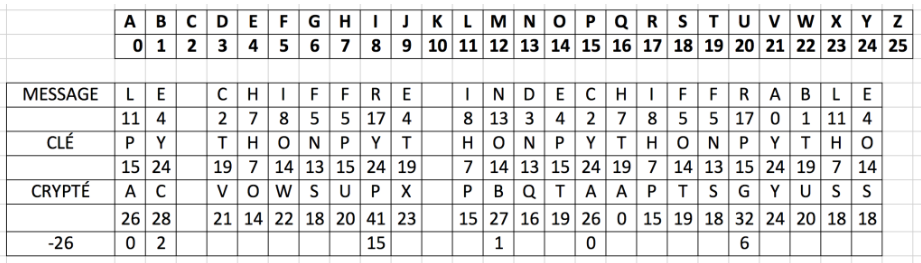 A B C D E F G H I J K L M N O P Q R S T U V W X Y Z
0 1 2 3 4 5 6 7 8 9 10 11 12 13 14 15 16 17 18 19 20 21 22 23 24 25
MESSAGE L E C H I F F R E I N D E C H I F F R A B L E
11 4 2 7 8 5 5 17 4 8 13 3 4 2 7 8 5 5 17 0 1 11 4
CLÉ P Y T H O N P Y T H O N P Y T H O N P Y T H O
15 24 19 7 14 13 15 24 19 7 14 13 15 24 19 7 14 13 15 24 19 7 14
CRYPTÉ A C V O W S U P X P B Q T A A P T S G Y U S S
26 28 21 14 22 18 20 41 23 15 27 16 19 26 0 15 19 18 32 24 20 18 18
-26 0 2 15 1 0 6